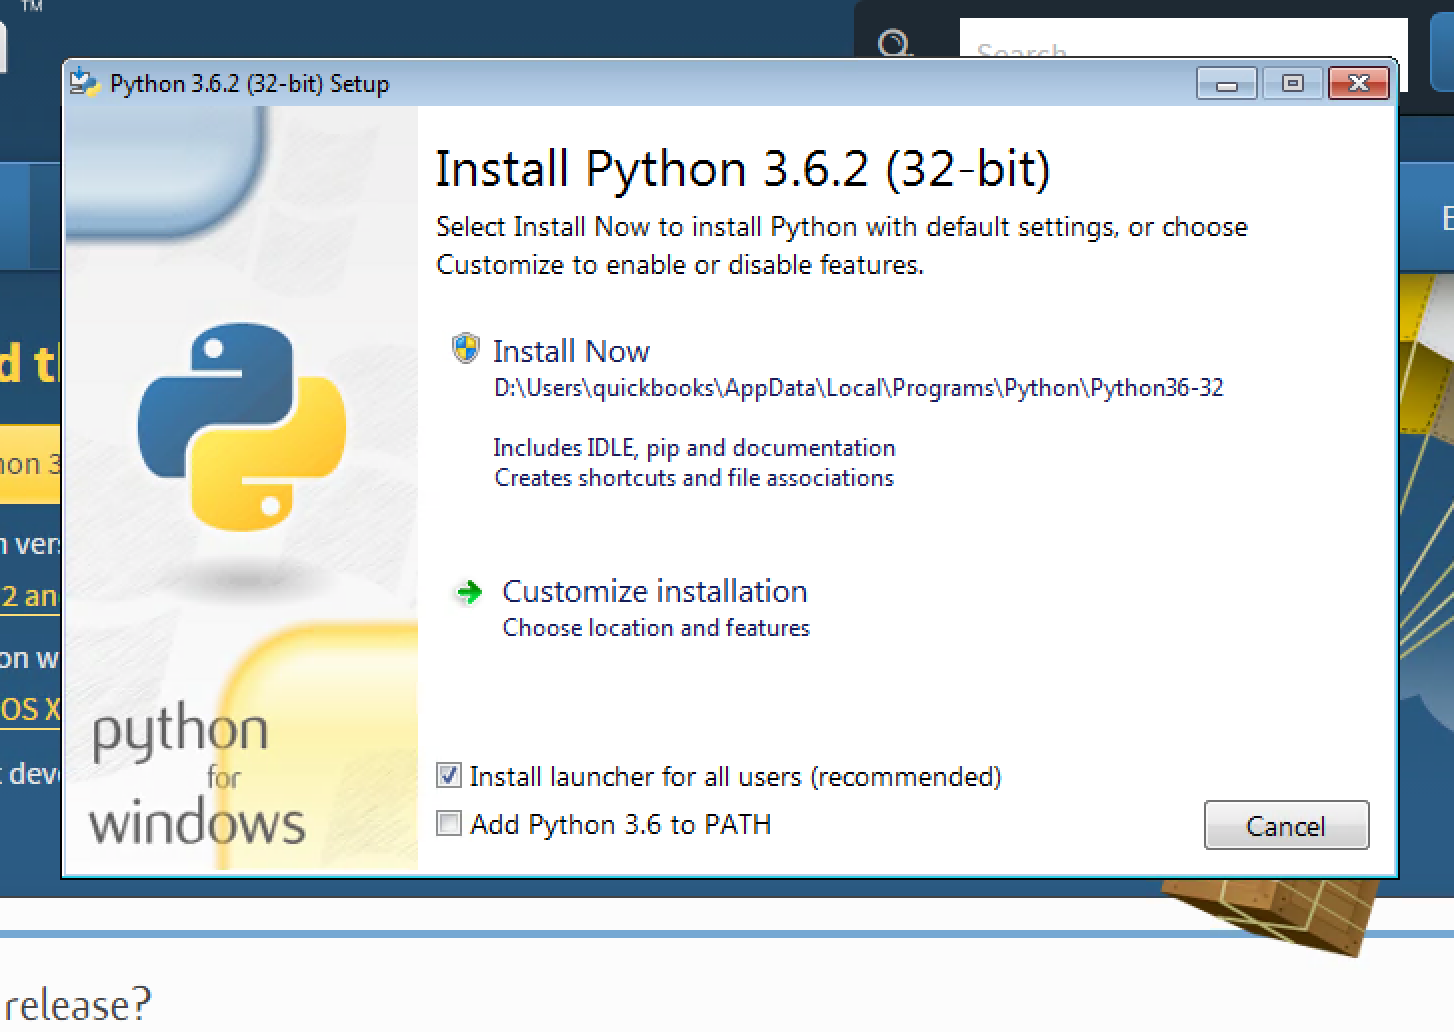 TM
Search
Python 3.6.2 (32-bit) Setup
Install Python 3.6.2 (32-bit)
Select Install Now to install Python with default settings, or choose
Customize to enable or disable features.
Install Now
D:\Users\quickbooks\AppData\Local\Programs\Python\Python36-32
Includes IDLE, pip and documentation
Creates shortcuts and file associations
Customize installation
Choose location and features
python
for
windows
Install launcher for all users (recommended)
Add Python 3.6 to PATH
Cancel
d t
hon 3
n vers
2 an
on w
OS X
t deve
release?